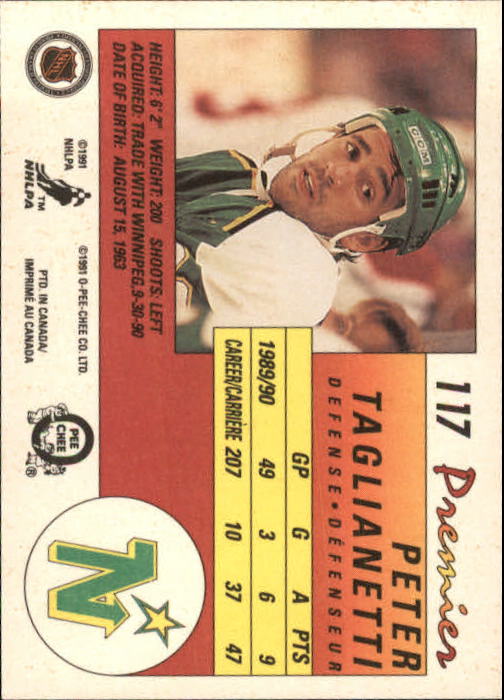 117 Premier
PETER
TAGLIANETTI
DEFENSE • DÉFENSEUR
GP G A PTS
1989/90 49 3 6 9
CAREER/CARRIÈRE 207 10 37 47
CCM
HEIGHT: 6' 2" WEIGHT: 200 SHOOTS: LEFT
ACQUIRED: TRADE WITH WINNIPEG, 9-30-90
DATE OF BIRTH: AUGUST 15, 1963
NHL
©1991
NHLPA
NHLPA™
©1991 O-PEE-CHEE CO. LTD.
PTD. IN CANADA/
IMPRIMÉ AU CANADA
O
PEE
CHEE
®
N